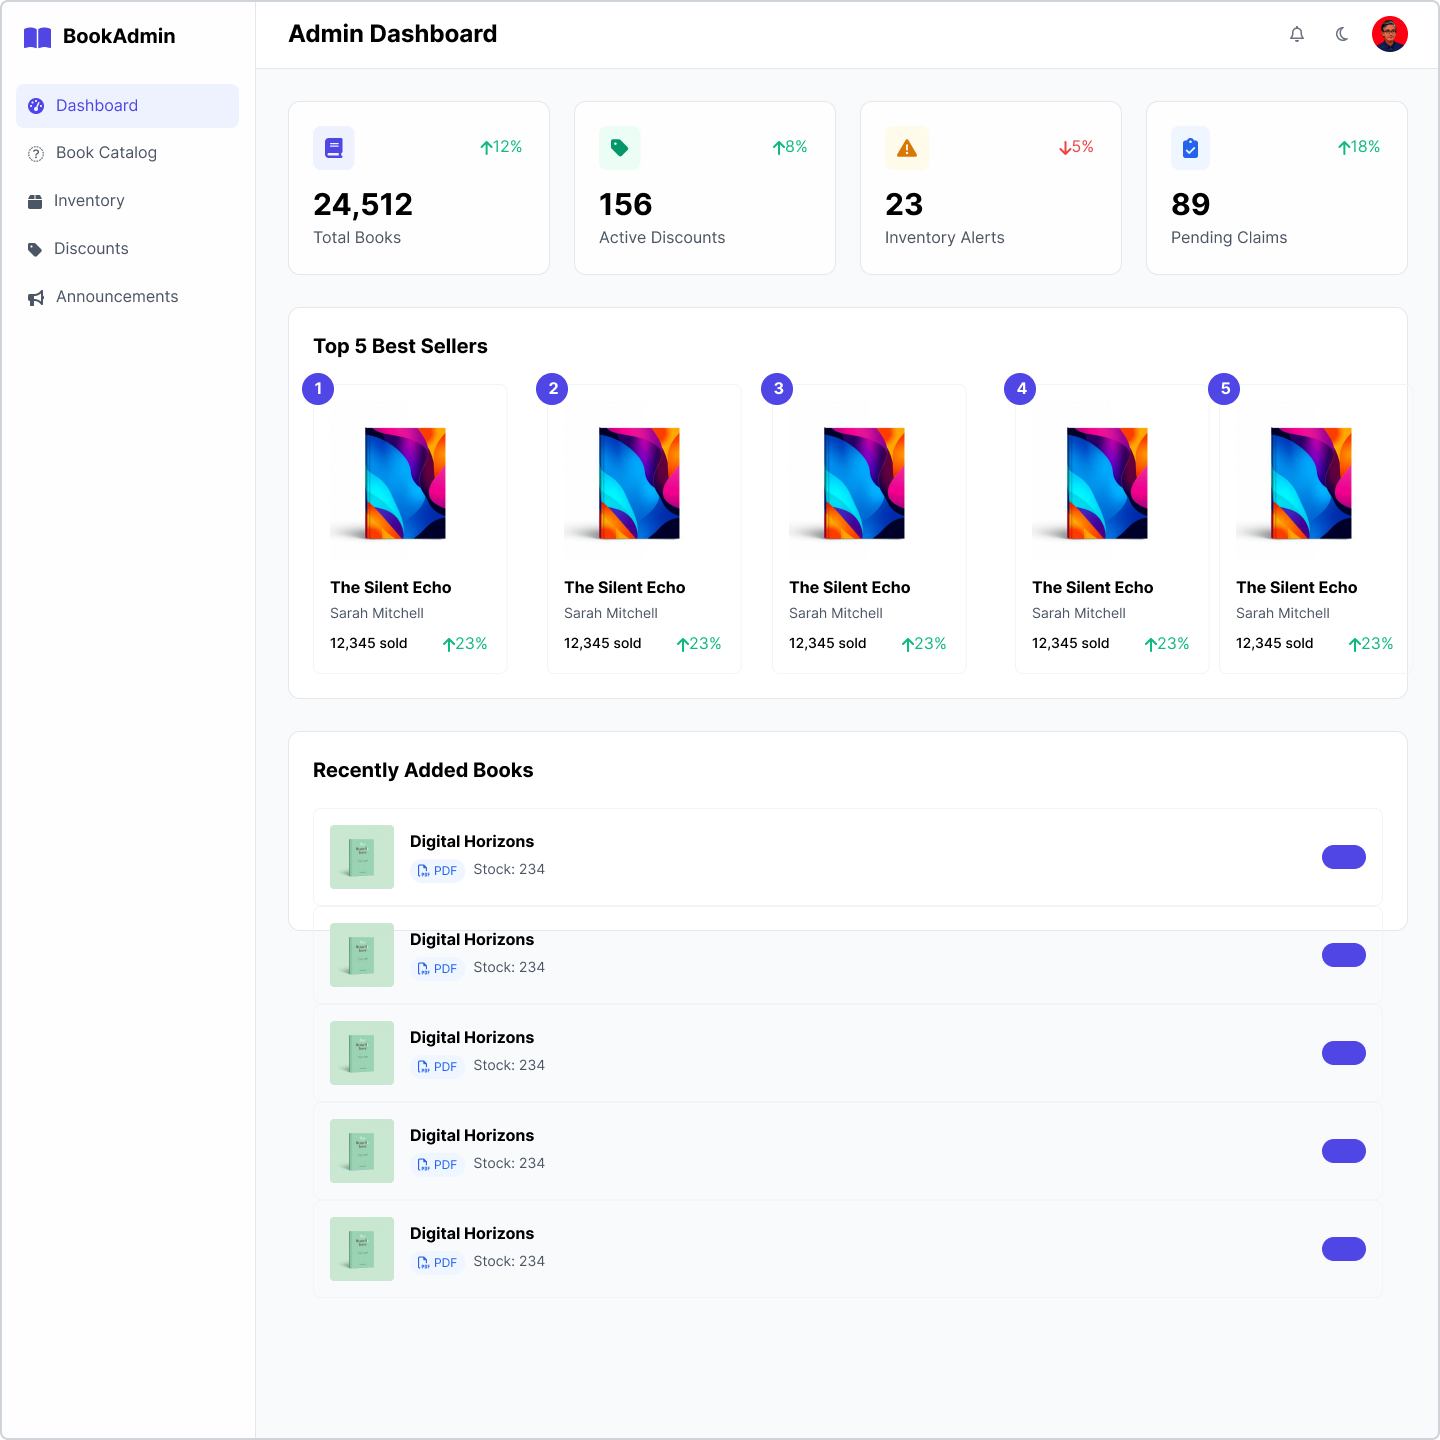 BookAdmin
Admin Dashboard
Dashboard
Book Catalog
Inventory
Discounts
Announcements
12%
24,512
Total Books
8%
156
Active Discounts
5%
23
Inventory Alerts
18%
89
Pending Claims
Top 5 Best Sellers
1
The Silent Echo
Sarah Mitchell
12,345 sold 23%
2
The Silent Echo
Sarah Mitchell
12,345 sold 23%
3
The Silent Echo
Sarah Mitchell
12,345 sold 23%
4
The Silent Echo
Sarah Mitchell
12,345 sold 23%
5
The Silent Echo
Sarah Mitchell
12,345 sold 23%
Recently Added Books
Digital Horizons
PDF Stock: 234
Digital Horizons
PDF Stock: 234
Digital Horizons
PDF Stock: 234
Digital Horizons
PDF Stock: 234
Digital Horizons
PDF Stock: 234